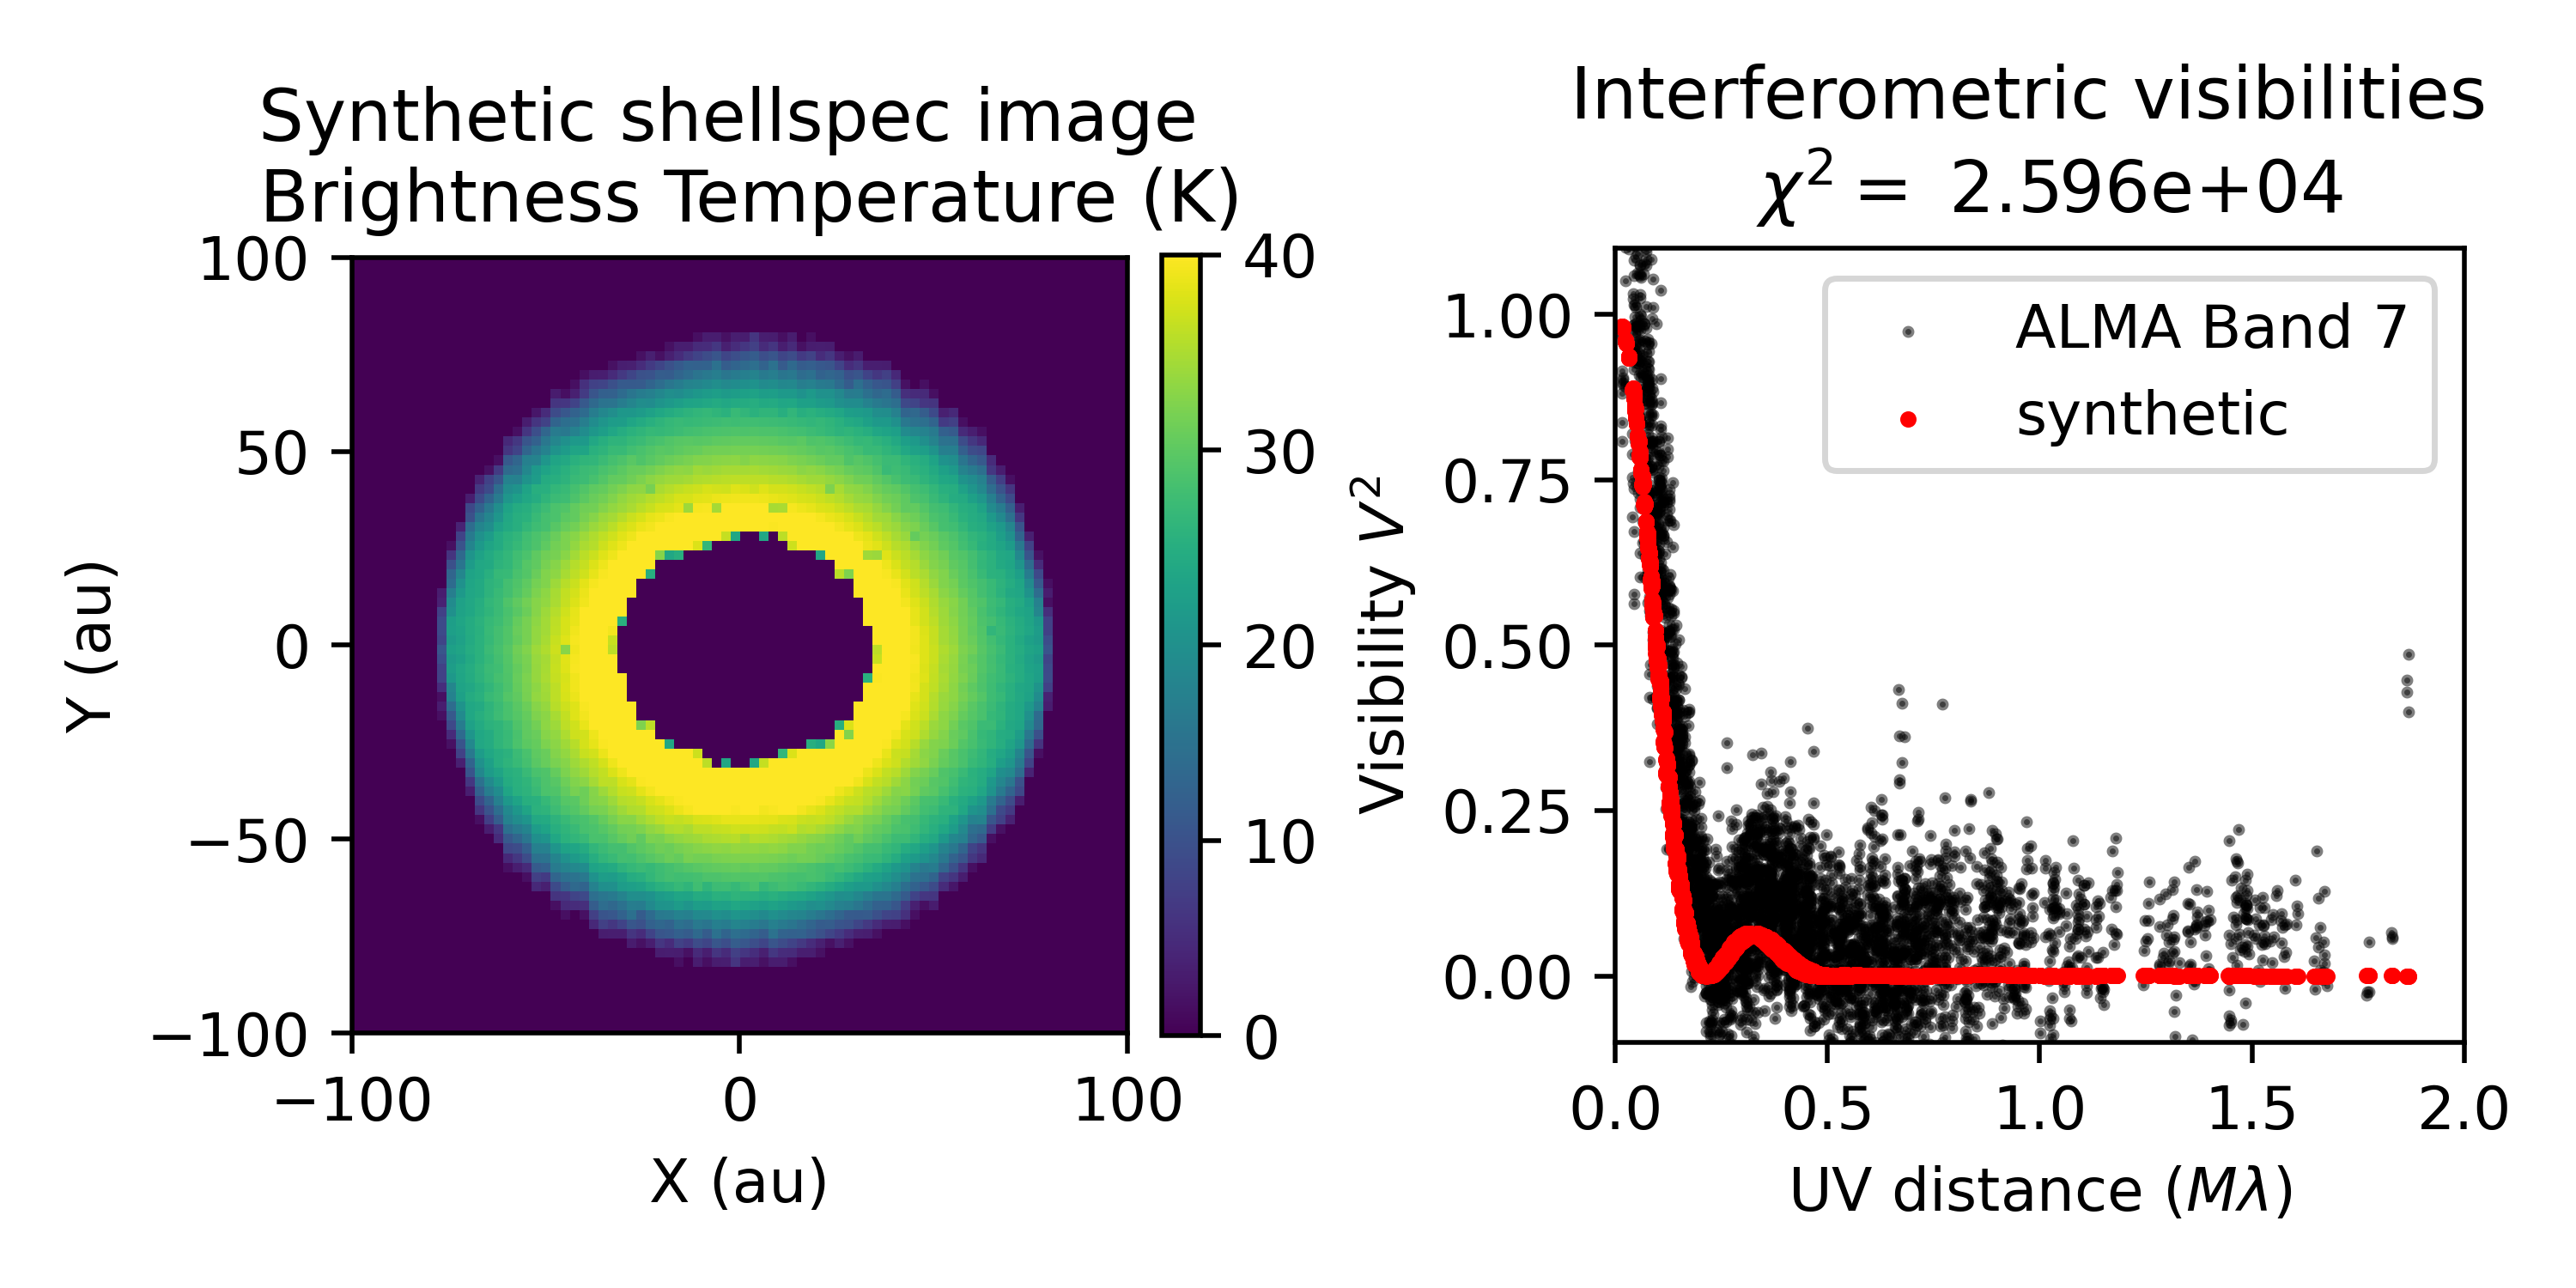 Synthetic shellspec image
Brightness Temperature (K)
100
50
0
−50
−100
Y (au)
−100 0 100
X (au)
40
30
20
10
0
Interferometric visibilities
χ² = 2.596e+04
ALMA Band 7
synthetic
1.00
0.75
0.50
0.25
0.00
Visibility V²
0.0 0.5 1.0 1.5 2.0
UV distance (Mλ)